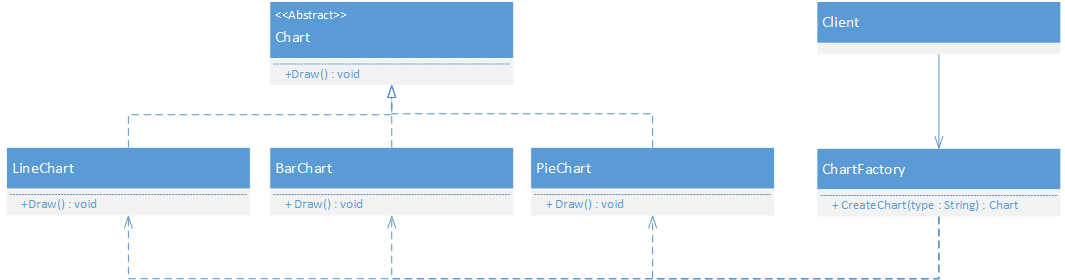 <<Abstract>>
Chart
+Draw() : void
Client
LineChart
+Draw() : void
BarChart
+ Draw() : void
PieChart
+ Draw() : void
ChartFactory
+ CreateChart(type : String) : Chart